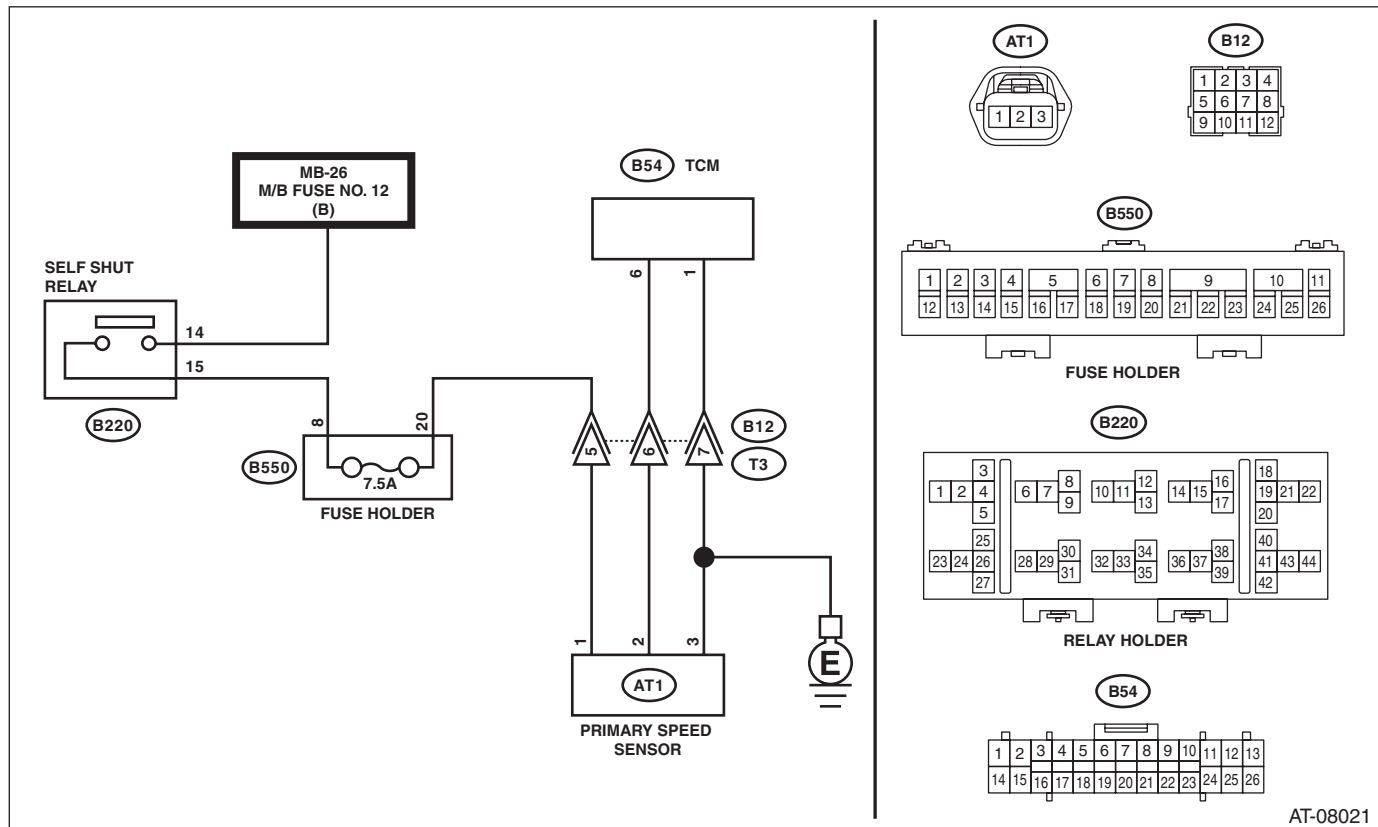 MB-26
M/B FUSE NO. 12
(B)
B54 TCM
6 1
SELF SHUT
RELAY
14
15
B220
8 20
B550
7.5A
FUSE HOLDER
5 6 7
B12
T3
1 2 3
AT1
PRIMARY SPEED
SENSOR
E
AT1
1 2 3
B12
1 2 3 4
5 6 7 8
9 10 11 12
B550
1 2 3 4 5 6 7 8 9 10 11
12 13 14 15 16 17 18 19 20 21 22 23 24 25 26
FUSE HOLDER
B220
3 8 12 16 18
1 2 4 6 7 10 11 14 15 19 21 22
5 9 13 17 20
25 30 34 38 40
23 24 26 28 29 32 33 36 37 41 43 44
27 31 35 39 42
RELAY HOLDER
B54
1 2 3 4 5 6 7 8 9 10 11 12 13
14 15 16 17 18 19 20 21 22 23 24 25 26
AT-08021